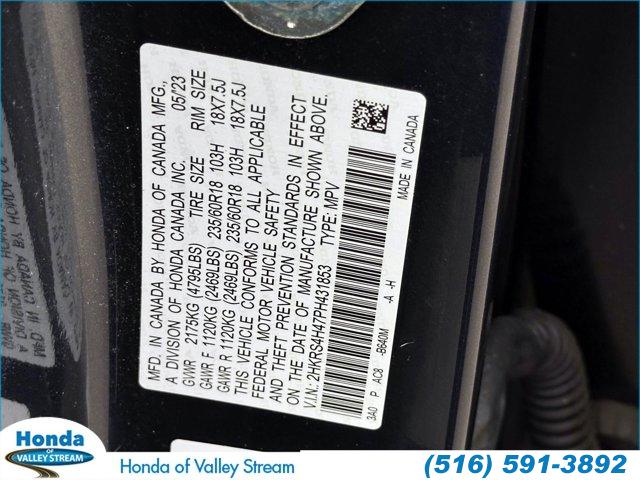 MFD. IN CANADA BY HONDA OF CANADA MFG.,
A DIVISION OF HONDA CANADA INC. 05/23
GVWR 2175KG (4795LBS) TIRE SIZE RIM SIZE
GAWR F 1120KG (2469LBS) 235/60R18 103H 18X7.5J
GAWR R 1120KG (2469LBS) 235/60R18 103H 18X7.5J
THIS VEHICLE CONFORMS TO ALL APPLICABLE
FEDERAL MOTOR VEHICLE SAFETY
AND THEFT PREVENTION STANDARDS IN EFFECT
ON THE DATE OF MANUFACTURE SHOWN ABOVE.
V.I.N.: 2HKRS4H47PH431853 TYPE: MPV
3A0 P AC8 -B640M -A -H
MADE IN CANADA
Honda
OF
VALLEY STREAM
Honda of Valley Stream
(516) 591-3892